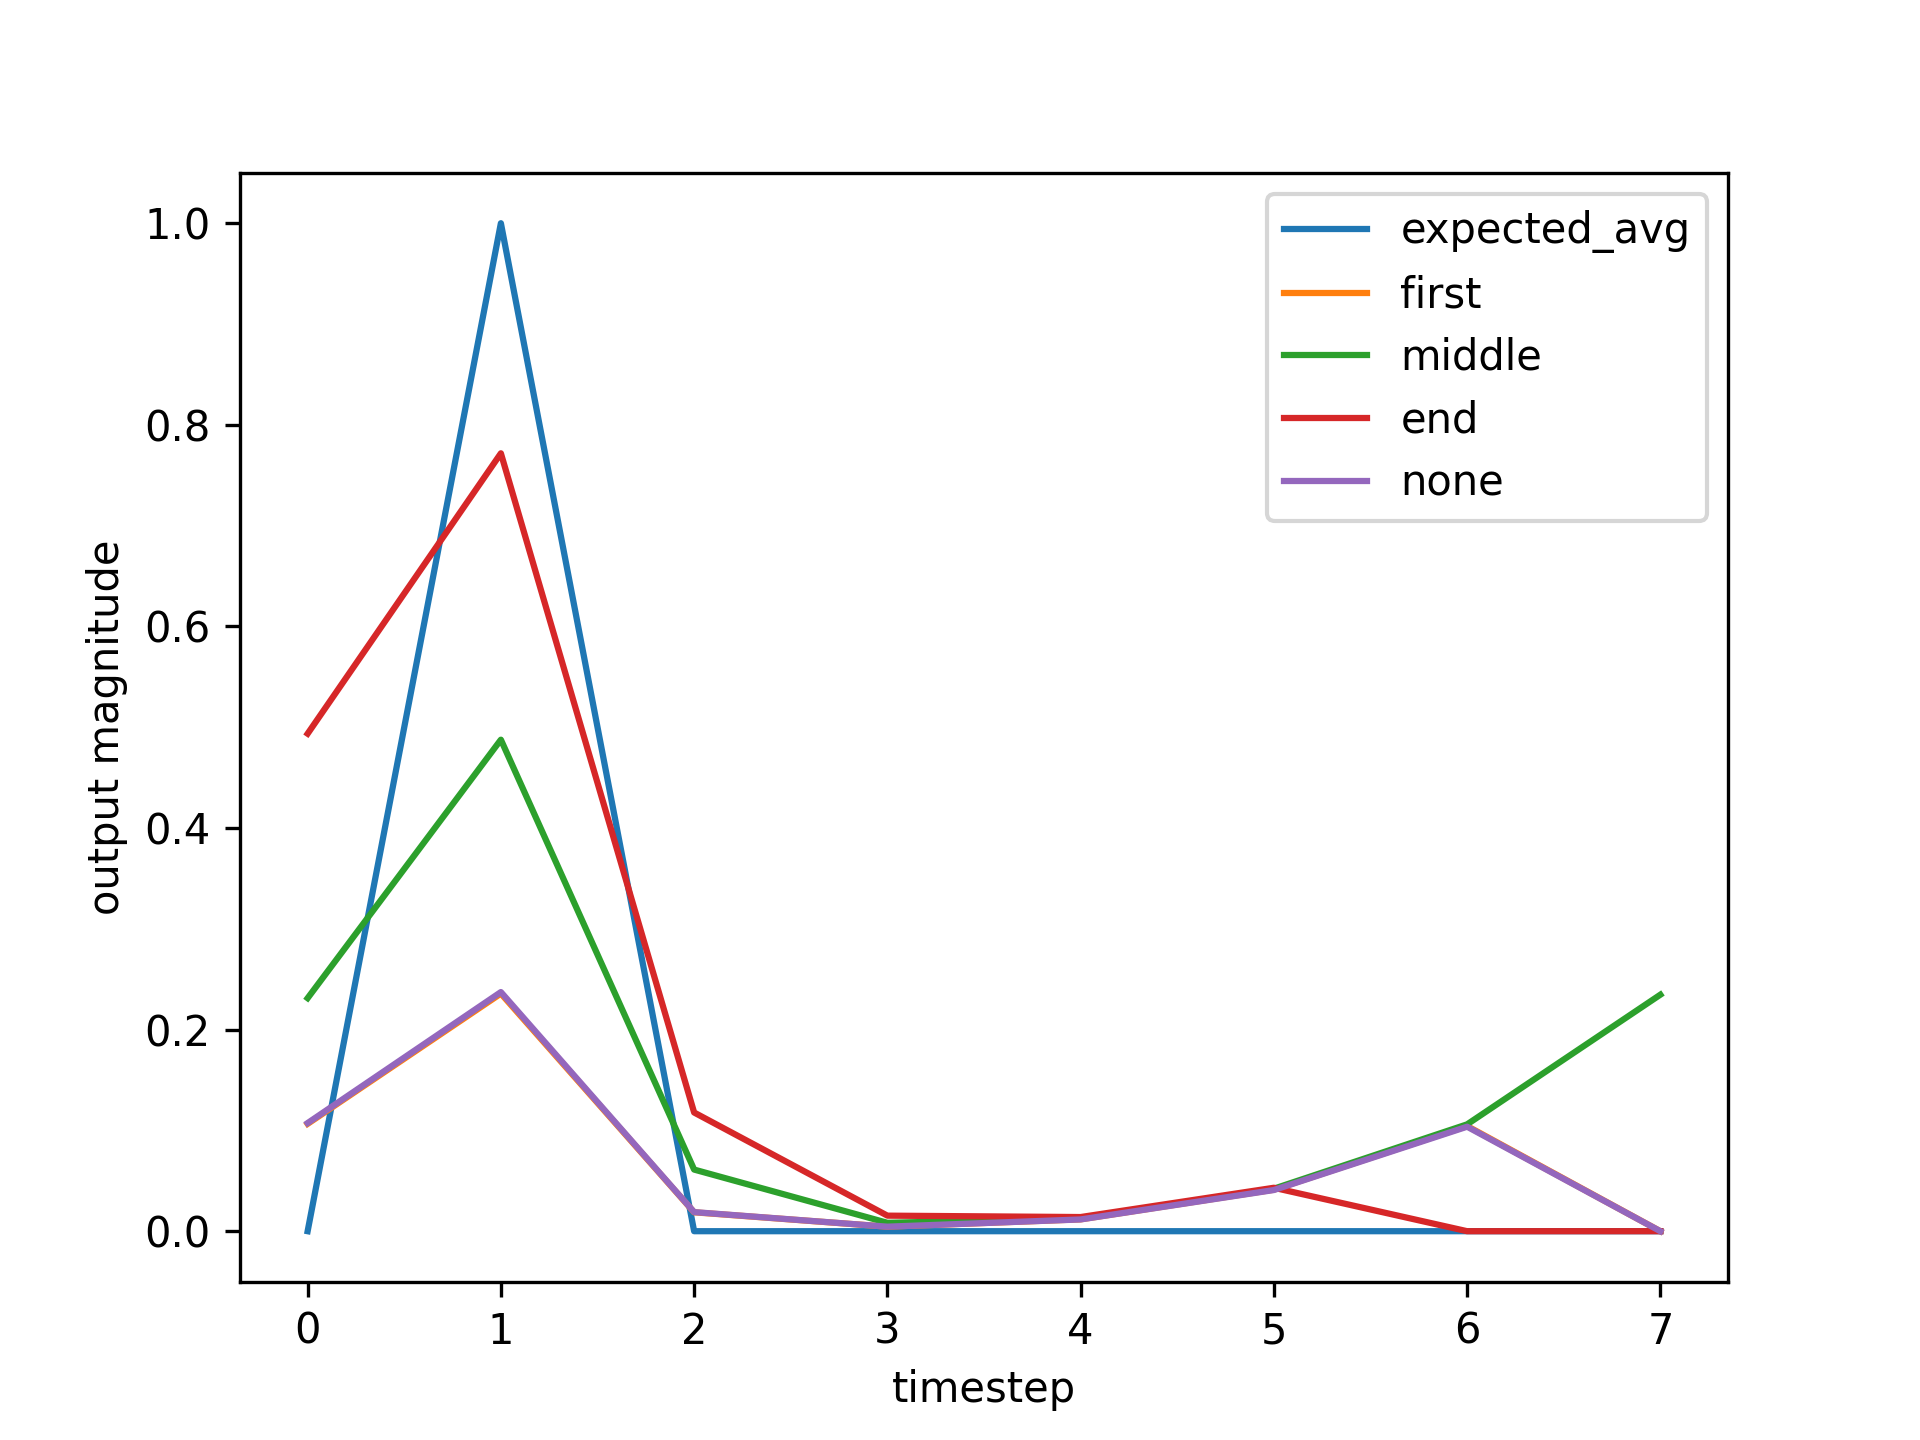 expected_avg
first
middle
end
none
output magnitude
1.0
0.8
0.6
0.4
0.2
0.0
0 1 2 3 4 5 6 7
timestep